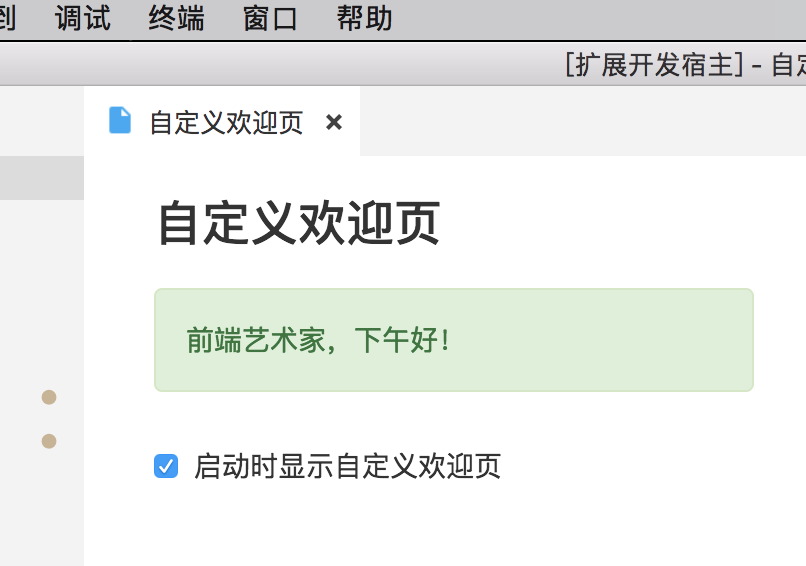 到 调试 终端 窗口 帮助
[扩展开发宿主] - 自定
自定义欢迎页
自定义欢迎页
前端艺术家，下午好！
启动时显示自定义欢迎页